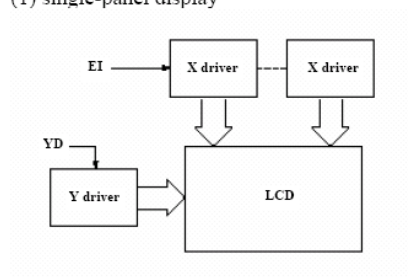 (1) single-panel display
EI
X driver
X driver
YD
Y driver
LCD